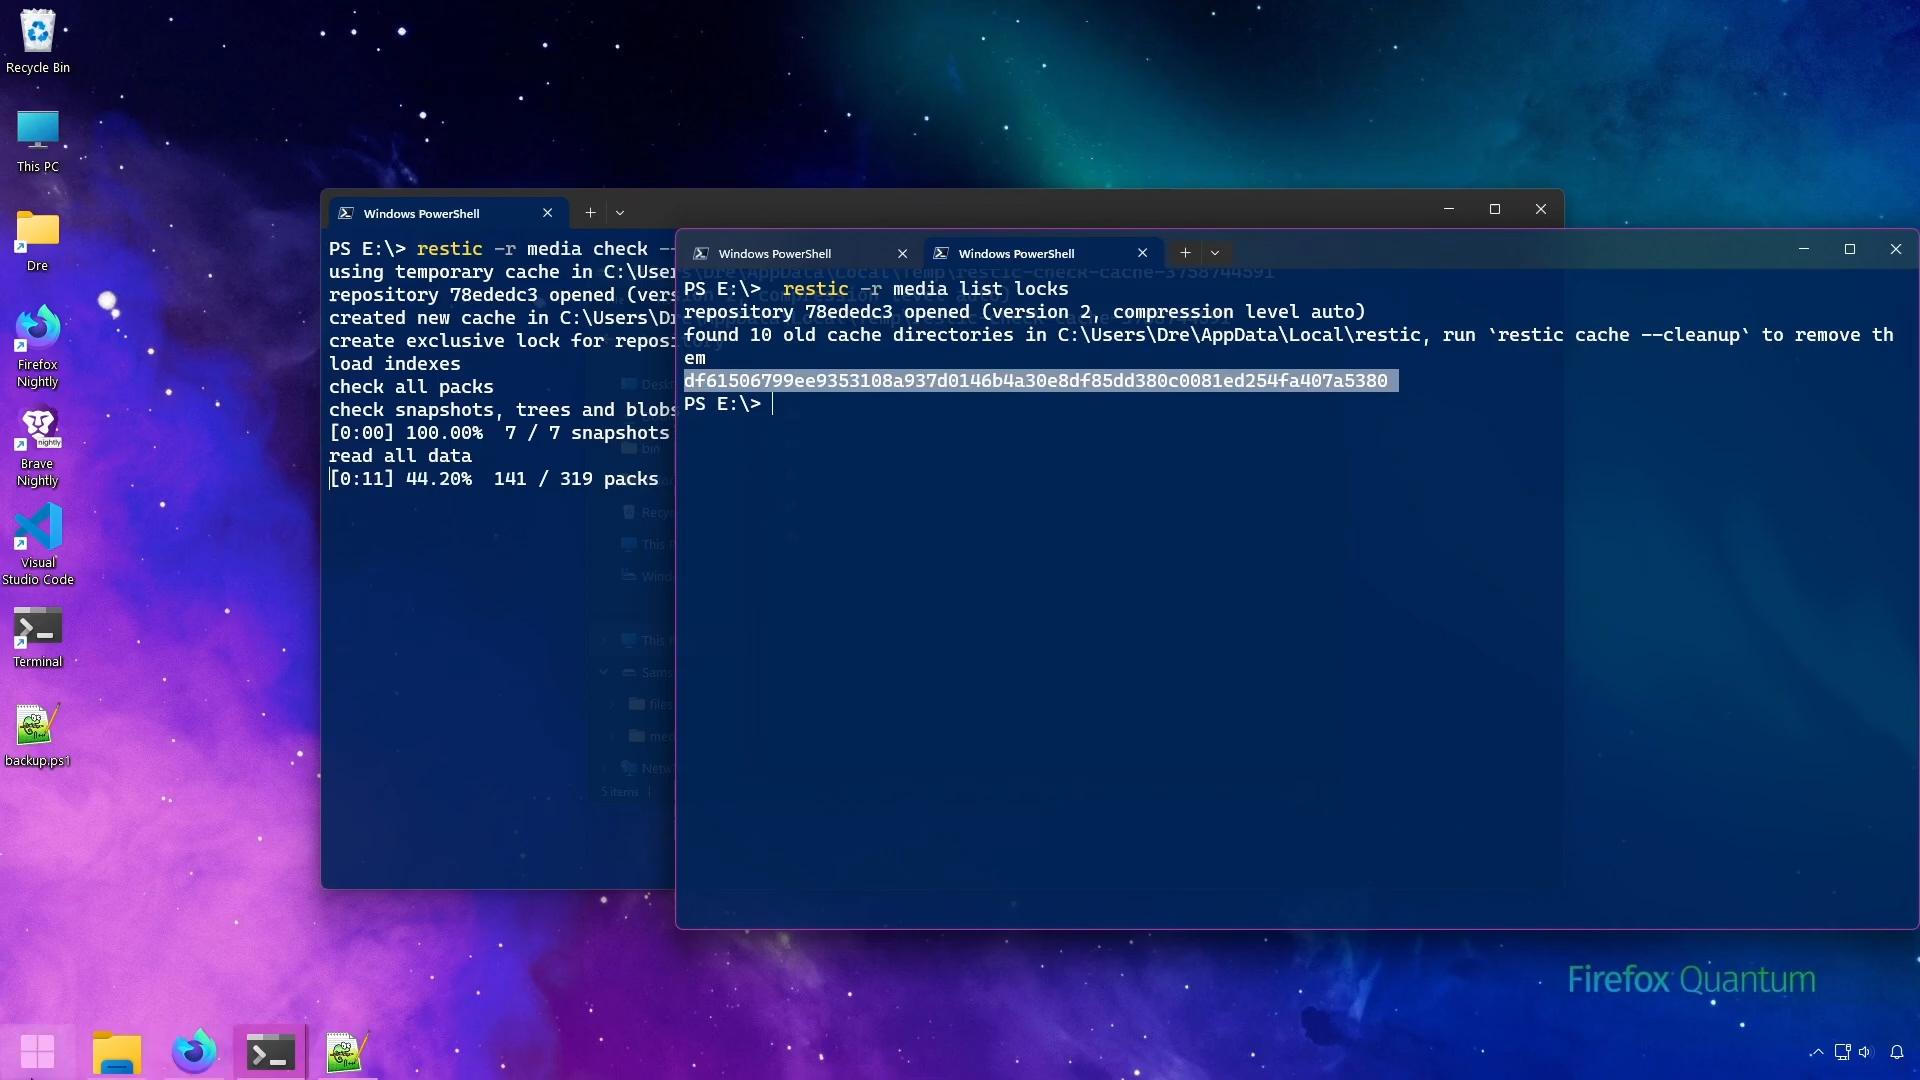 Recycle Bin
This PC
Dre
Firefox
Nightly
Brave
Nightly
Visual
Studio Code
Terminal
backup.ps1
Windows PowerShell
PS E:\> restic -r media check --
using temporary cache in C:\Users
repository 78ededc3 opened (vers
created new cache in C:\Users\Dr
create exclusive lock for repos
load indexes
check all packs
check snapshots, trees and blobs
[0:00] 100.00%  7 / 7 snapshots
read all data
[0:11] 44.20%  141 / 319 packs
Windows PowerShell
Windows PowerShell
PS E:\>  restic -r media list locks
repository 78ededc3 opened (version 2, compression level auto)
found 10 old cache directories in C:\Users\Dre\AppData\Local\restic, run `restic cache --cleanup` to remove th
em
df61506799ee9353108a937d0146b4a30e8df85dd380c0081ed254fa407a5380
PS E:\>
5 items
Firefox Quantum